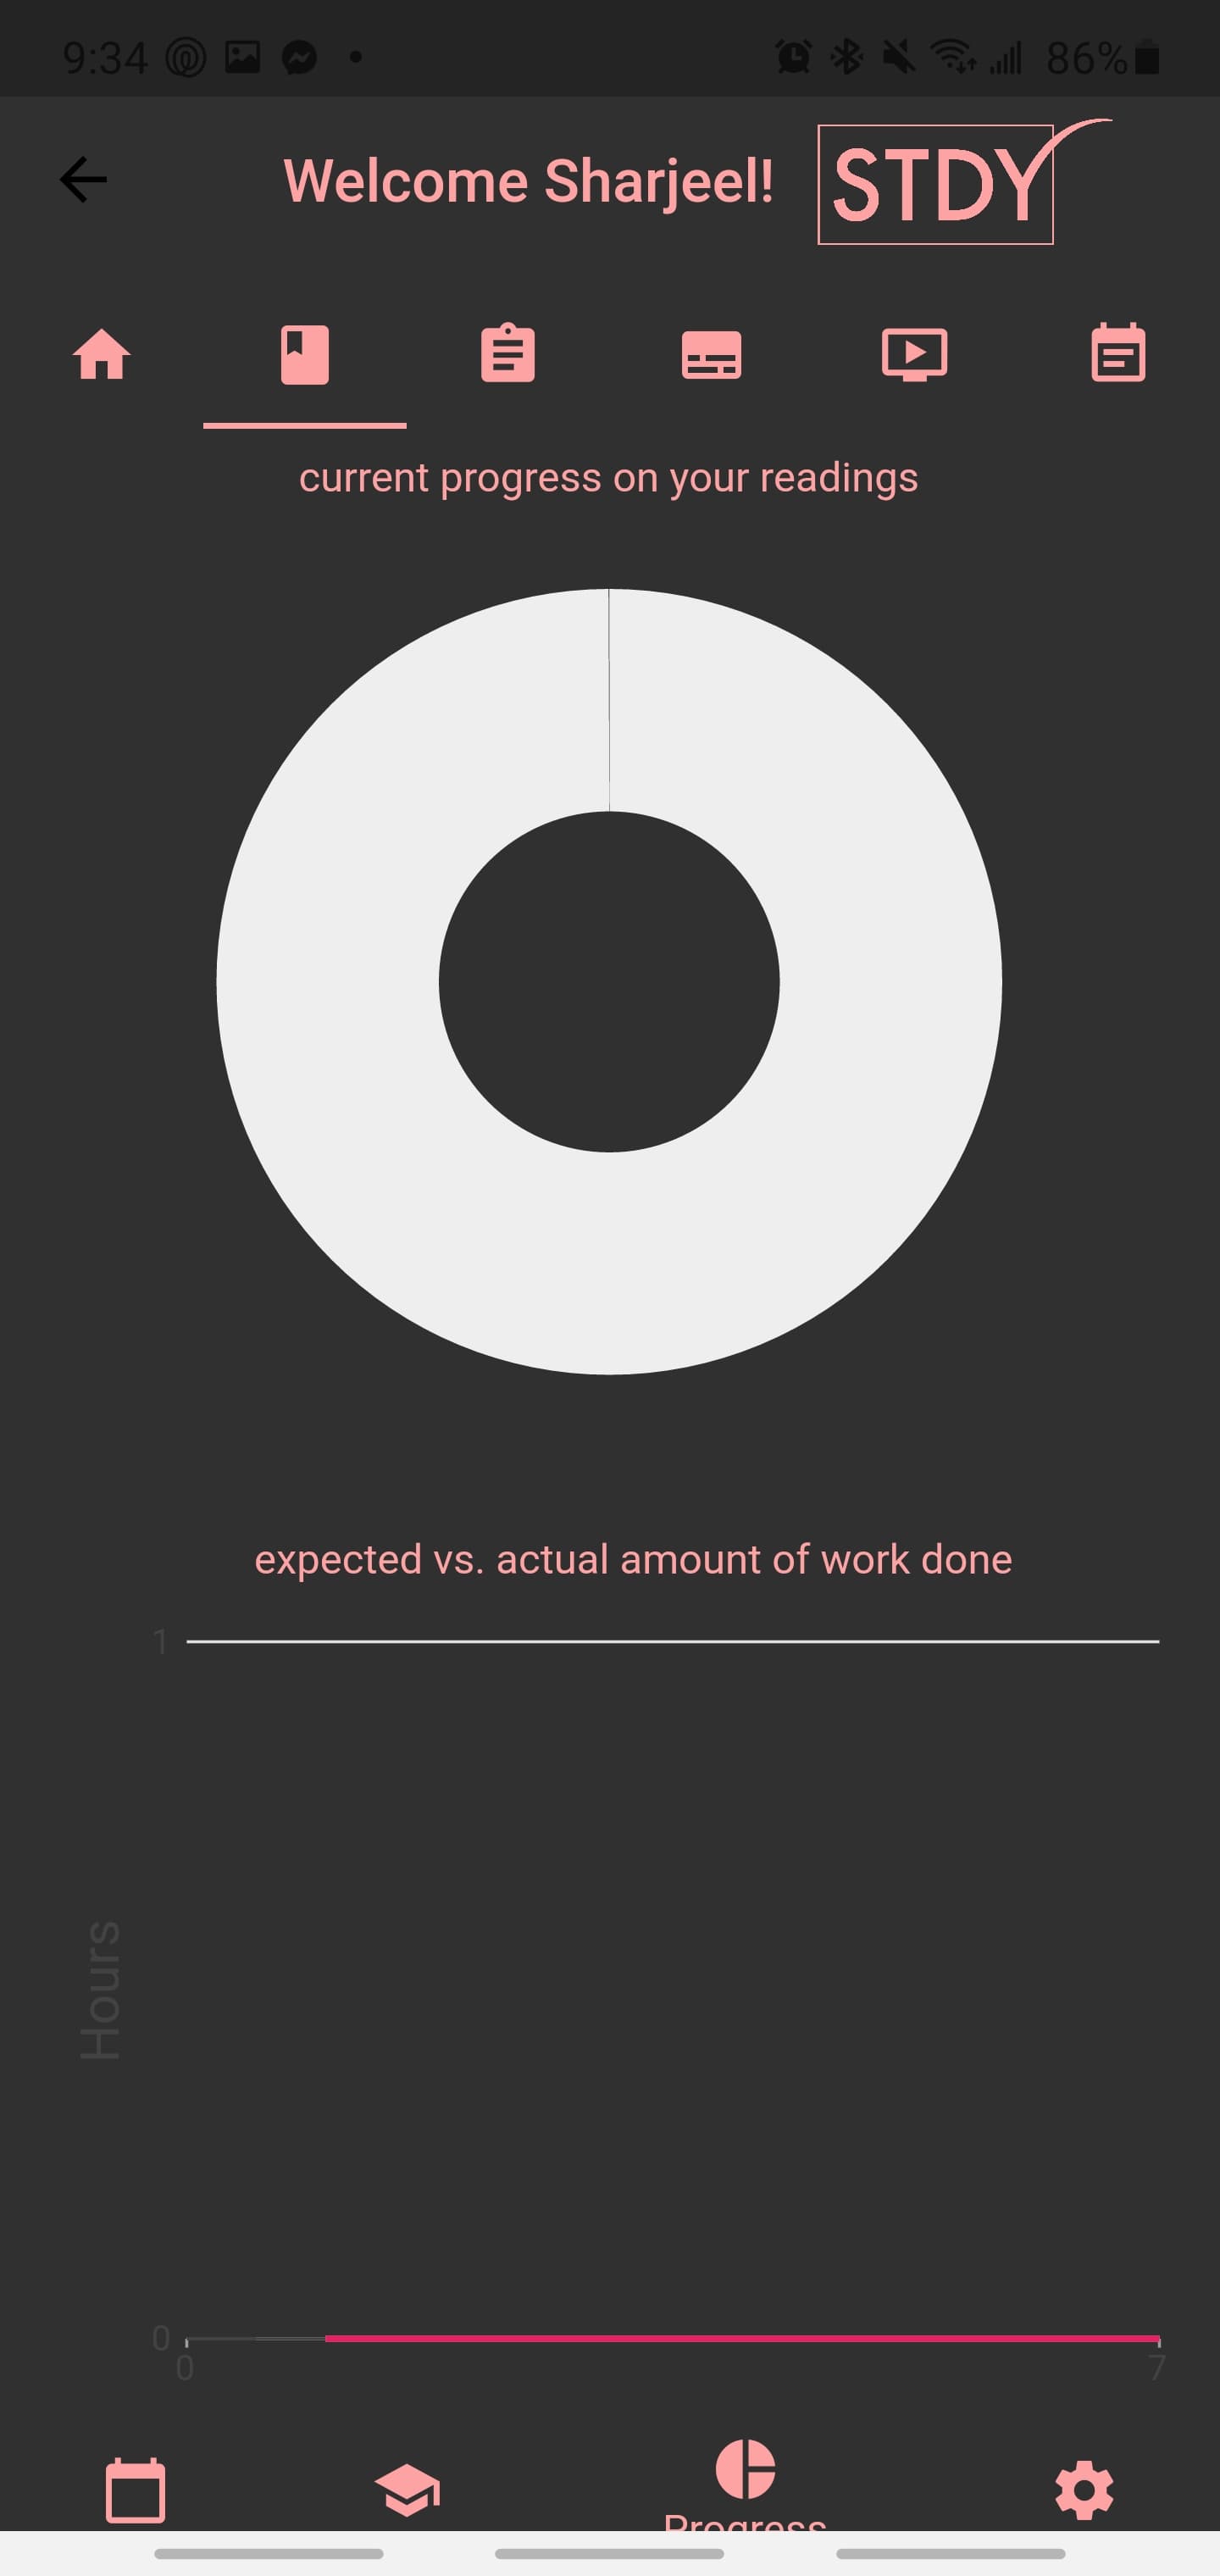 9:34
86%
Welcome Sharjeel!
STDY
current progress on your readings
expected vs. actual amount of work done
1
Hours
0
0
7
Progress